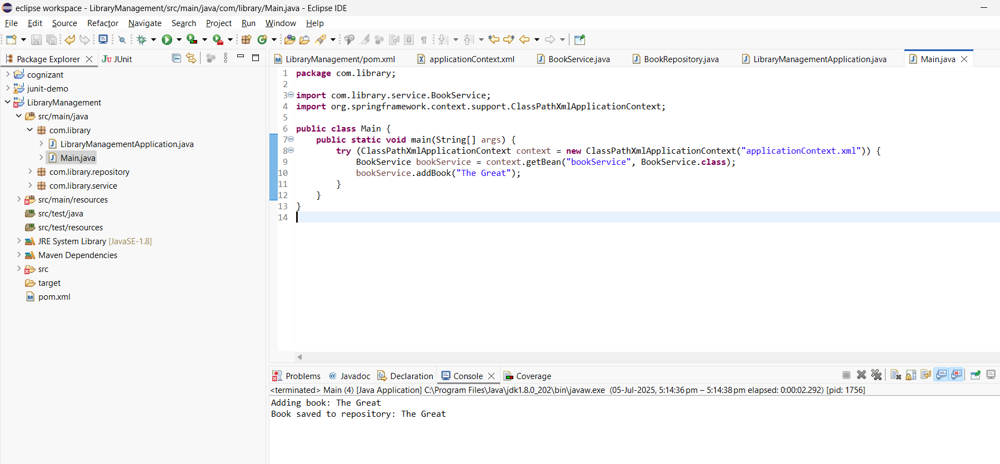 eclipse workspace - LibraryManagement/src/main/java/com/library/Main.java - Eclipse IDE
File Edit Source Refactor Navigate Search Project Run Window Help
Package Explorer JUnit
cognizant
junit-demo
LibraryManagement
src/main/java
com.library
LibraryManagementApplication.java
Main.java
com.library.repository
com.library.service
src/main/resources
src/test/java
src/test/resources
JRE System Library [JavaSE-1.8]
Maven Dependencies
src
target
pom.xml
LibraryManagement/pom.xml applicationContext.xml BookService.java BookRepository.java LibraryManagementApplication.java Main.java
1 package com.library;
2
3 import com.library.service.BookService;
4 import org.springframework.context.support.ClassPathXmlApplicationContext;
5
6 public class Main {
7     public static void main(String[] args) {
8         try (ClassPathXmlApplicationContext context = new ClassPathXmlApplicationContext("applicationContext.xml")) {
9             BookService bookService = context.getBean("bookService", BookService.class);
10             bookService.addBook("The Great");
11         }
12     }
13 }
14
Problems @ Javadoc Declaration Console Coverage
<terminated> Main (4) [Java Application] C:\Program Files\Java\jdk1.8.0_202\bin\javaw.exe (05-Jul-2025, 5:14:36 pm – 5:14:38 pm elapsed: 0:00:02.292) [pid: 1756]
Adding book: The Great
Book saved to repository: The Great